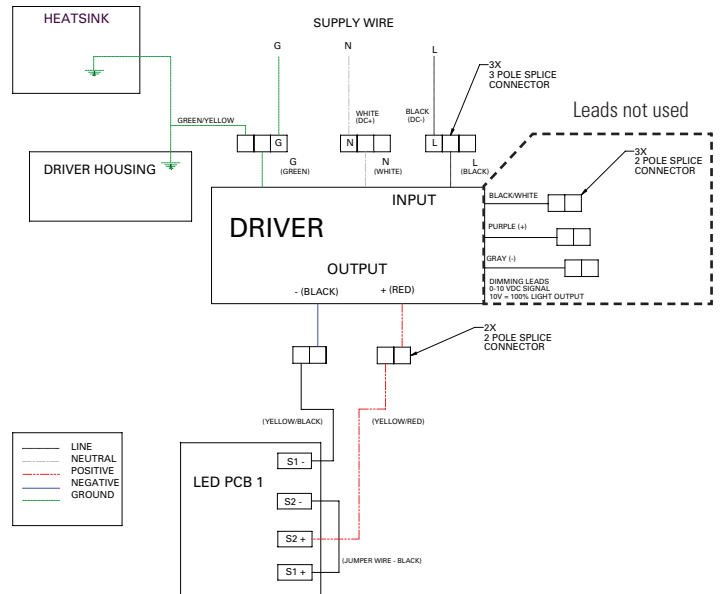 HEATSINK
SUPPLY WIRE
G
N
L
3X
3 POLE SPLICE
CONNECTOR
GREEN/YELLOW
WHITE
(DC+)
BLACK
(DC-)
Leads not used
G
N
L
DRIVER HOUSING
G
(GREEN)
N
(WHITE)
L
(BLACK)
3X
2 POLE SPLICE
CONNECTOR
INPUT
BLACK/WHITE
DRIVER
PURPLE (+)
OUTPUT
GRAY (-)
- (BLACK)
+ (RED)
DIMMING LEADS
0-10 VDC SIGNAL
10V = 100% LIGHT OUTPUT
2X
2 POLE SPLICE
CONNECTOR
(YELLOW/BLACK)
(YELLOW/RED)
LINE
NEUTRAL
POSITIVE
NEGATIVE
GROUND
LED PCB 1
S1 -
S2 -
S2 +
(JUMPER WIRE - BLACK)
S1 +